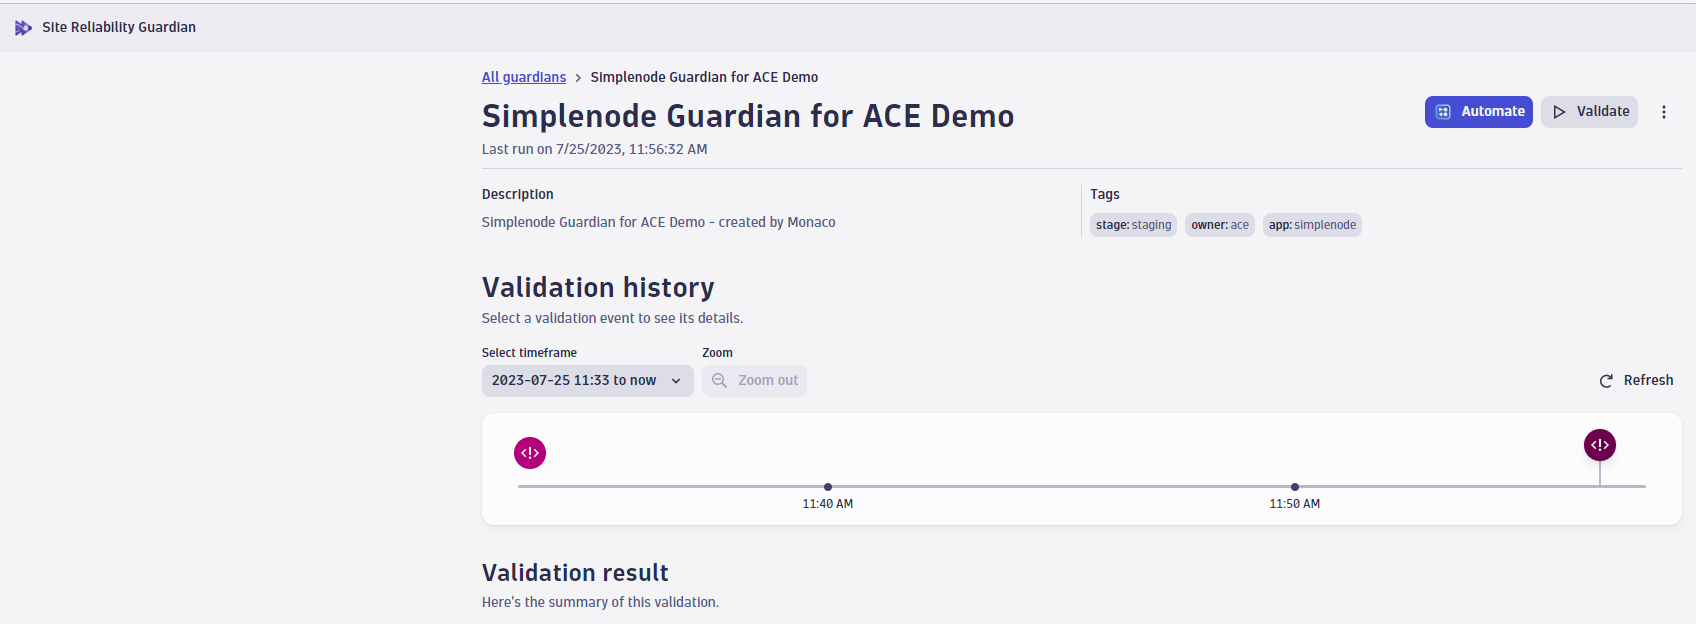 Site Reliability Guardian
All guardians > Simplenode Guardian for ACE Demo
Simplenode Guardian for ACE Demo
Automate
Validate
Last run on 7/25/2023, 11:56:32 AM
Description
Tags
Simplenode Guardian for ACE Demo - created by Monaco
stage: staging owner: ace app: simplenode
Validation history
Select a validation event to see its details.
Select timeframe
Zoom
2023-07-25 11:33 to now
Zoom out
Refresh
11:40 AM
11:50 AM
Validation result
Here's the summary of this validation.